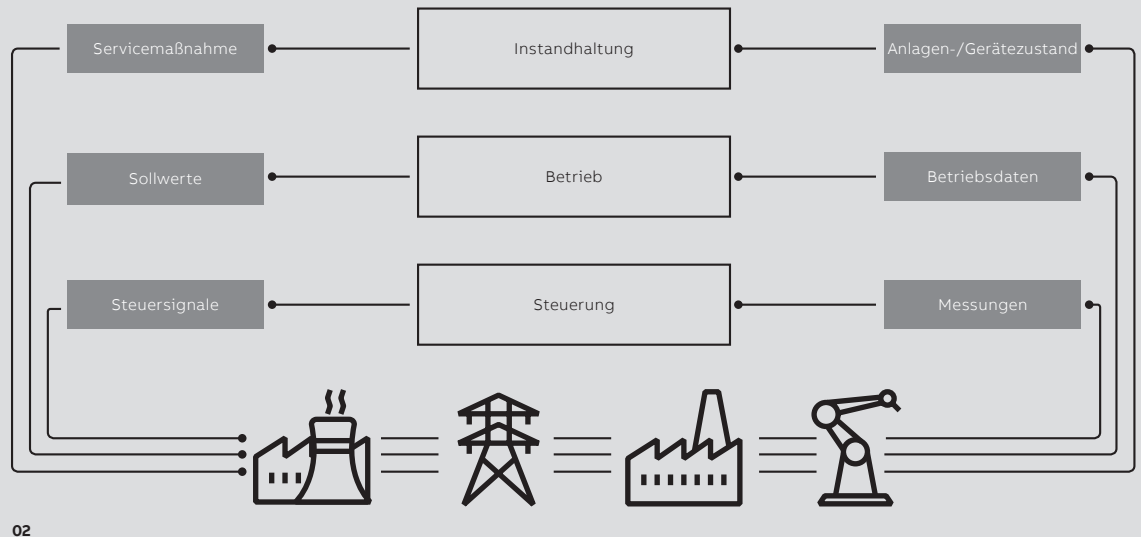 Servicemaßnahme
Instandhaltung
Anlagen-/Gerätezustand
Sollwerte
Betrieb
Betriebsdaten
Steuersignale
Steuerung
Messungen
02